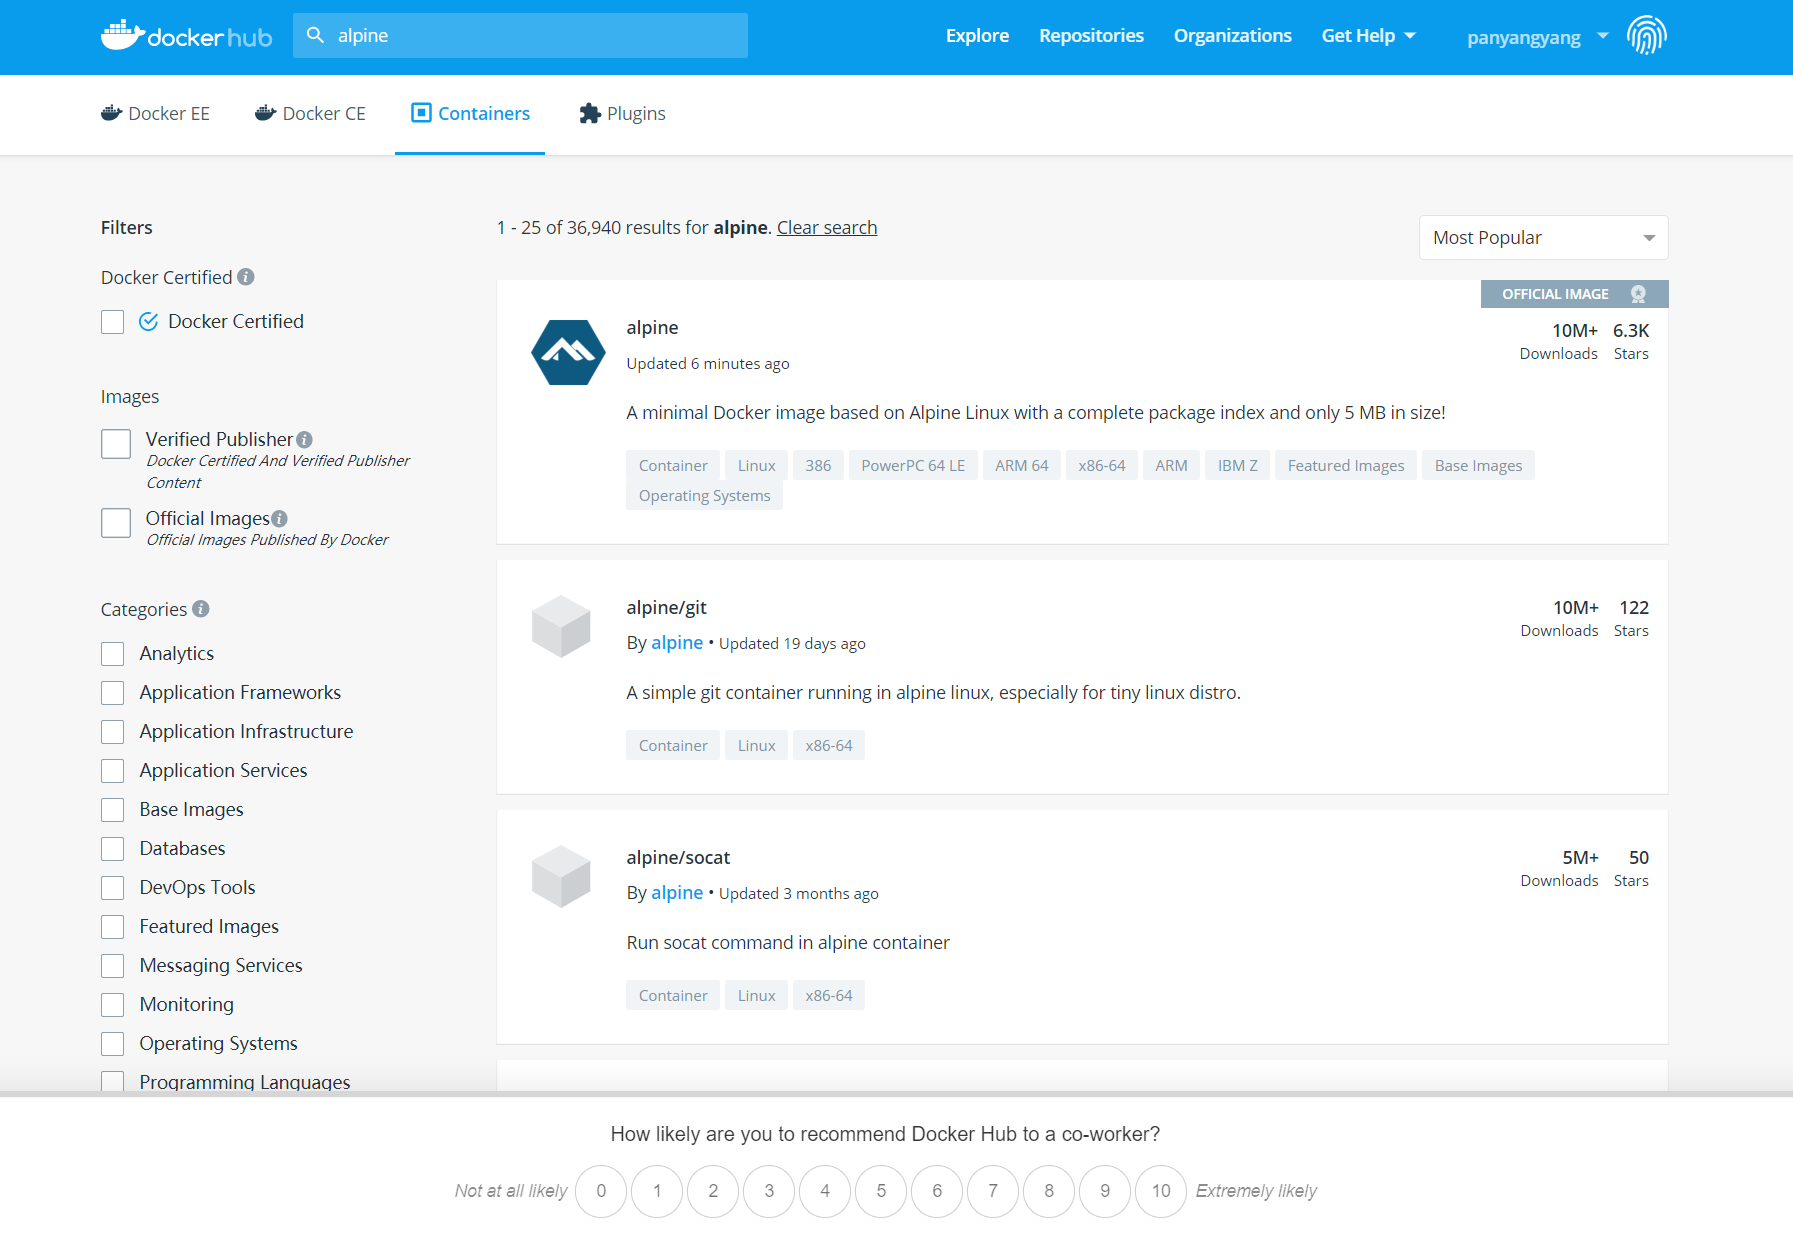 docker hub
alpine
Explore Repositories Organizations Get Help panyangyang
Docker EE Docker CE Containers Plugins
Filters
Docker Certified
Docker Certified
Images
Verified Publisher
Docker Certified And Verified Publisher
Content
Official Images
Official Images Published By Docker
Categories
Analytics
Application Frameworks
Application Infrastructure
Application Services
Base Images
Databases
DevOps Tools
Featured Images
Messaging Services
Monitoring
Operating Systems
Programming Languages
1 - 25 of 36,940 results for alpine. Clear search
Most Popular
OFFICIAL IMAGE
alpine
10M+ 6.3K
Downloads Stars
Updated 6 minutes ago
A minimal Docker image based on Alpine Linux with a complete package index and only 5 MB in size!
Container Linux 386 PowerPC 64 LE ARM 64 x86-64 ARM IBM Z Featured Images Base Images
Operating Systems
alpine/git
10M+ 122
Downloads Stars
By alpine • Updated 19 days ago
A simple git container running in alpine linux, especially for tiny linux distro.
Container Linux x86-64
alpine/socat
5M+ 50
Downloads Stars
By alpine • Updated 3 months ago
Run socat command in alpine container
Container Linux x86-64
How likely are you to recommend Docker Hub to a co-worker?
Not at all likely 0 1 2 3 4 5 6 7 8 9 10 Extremely likely